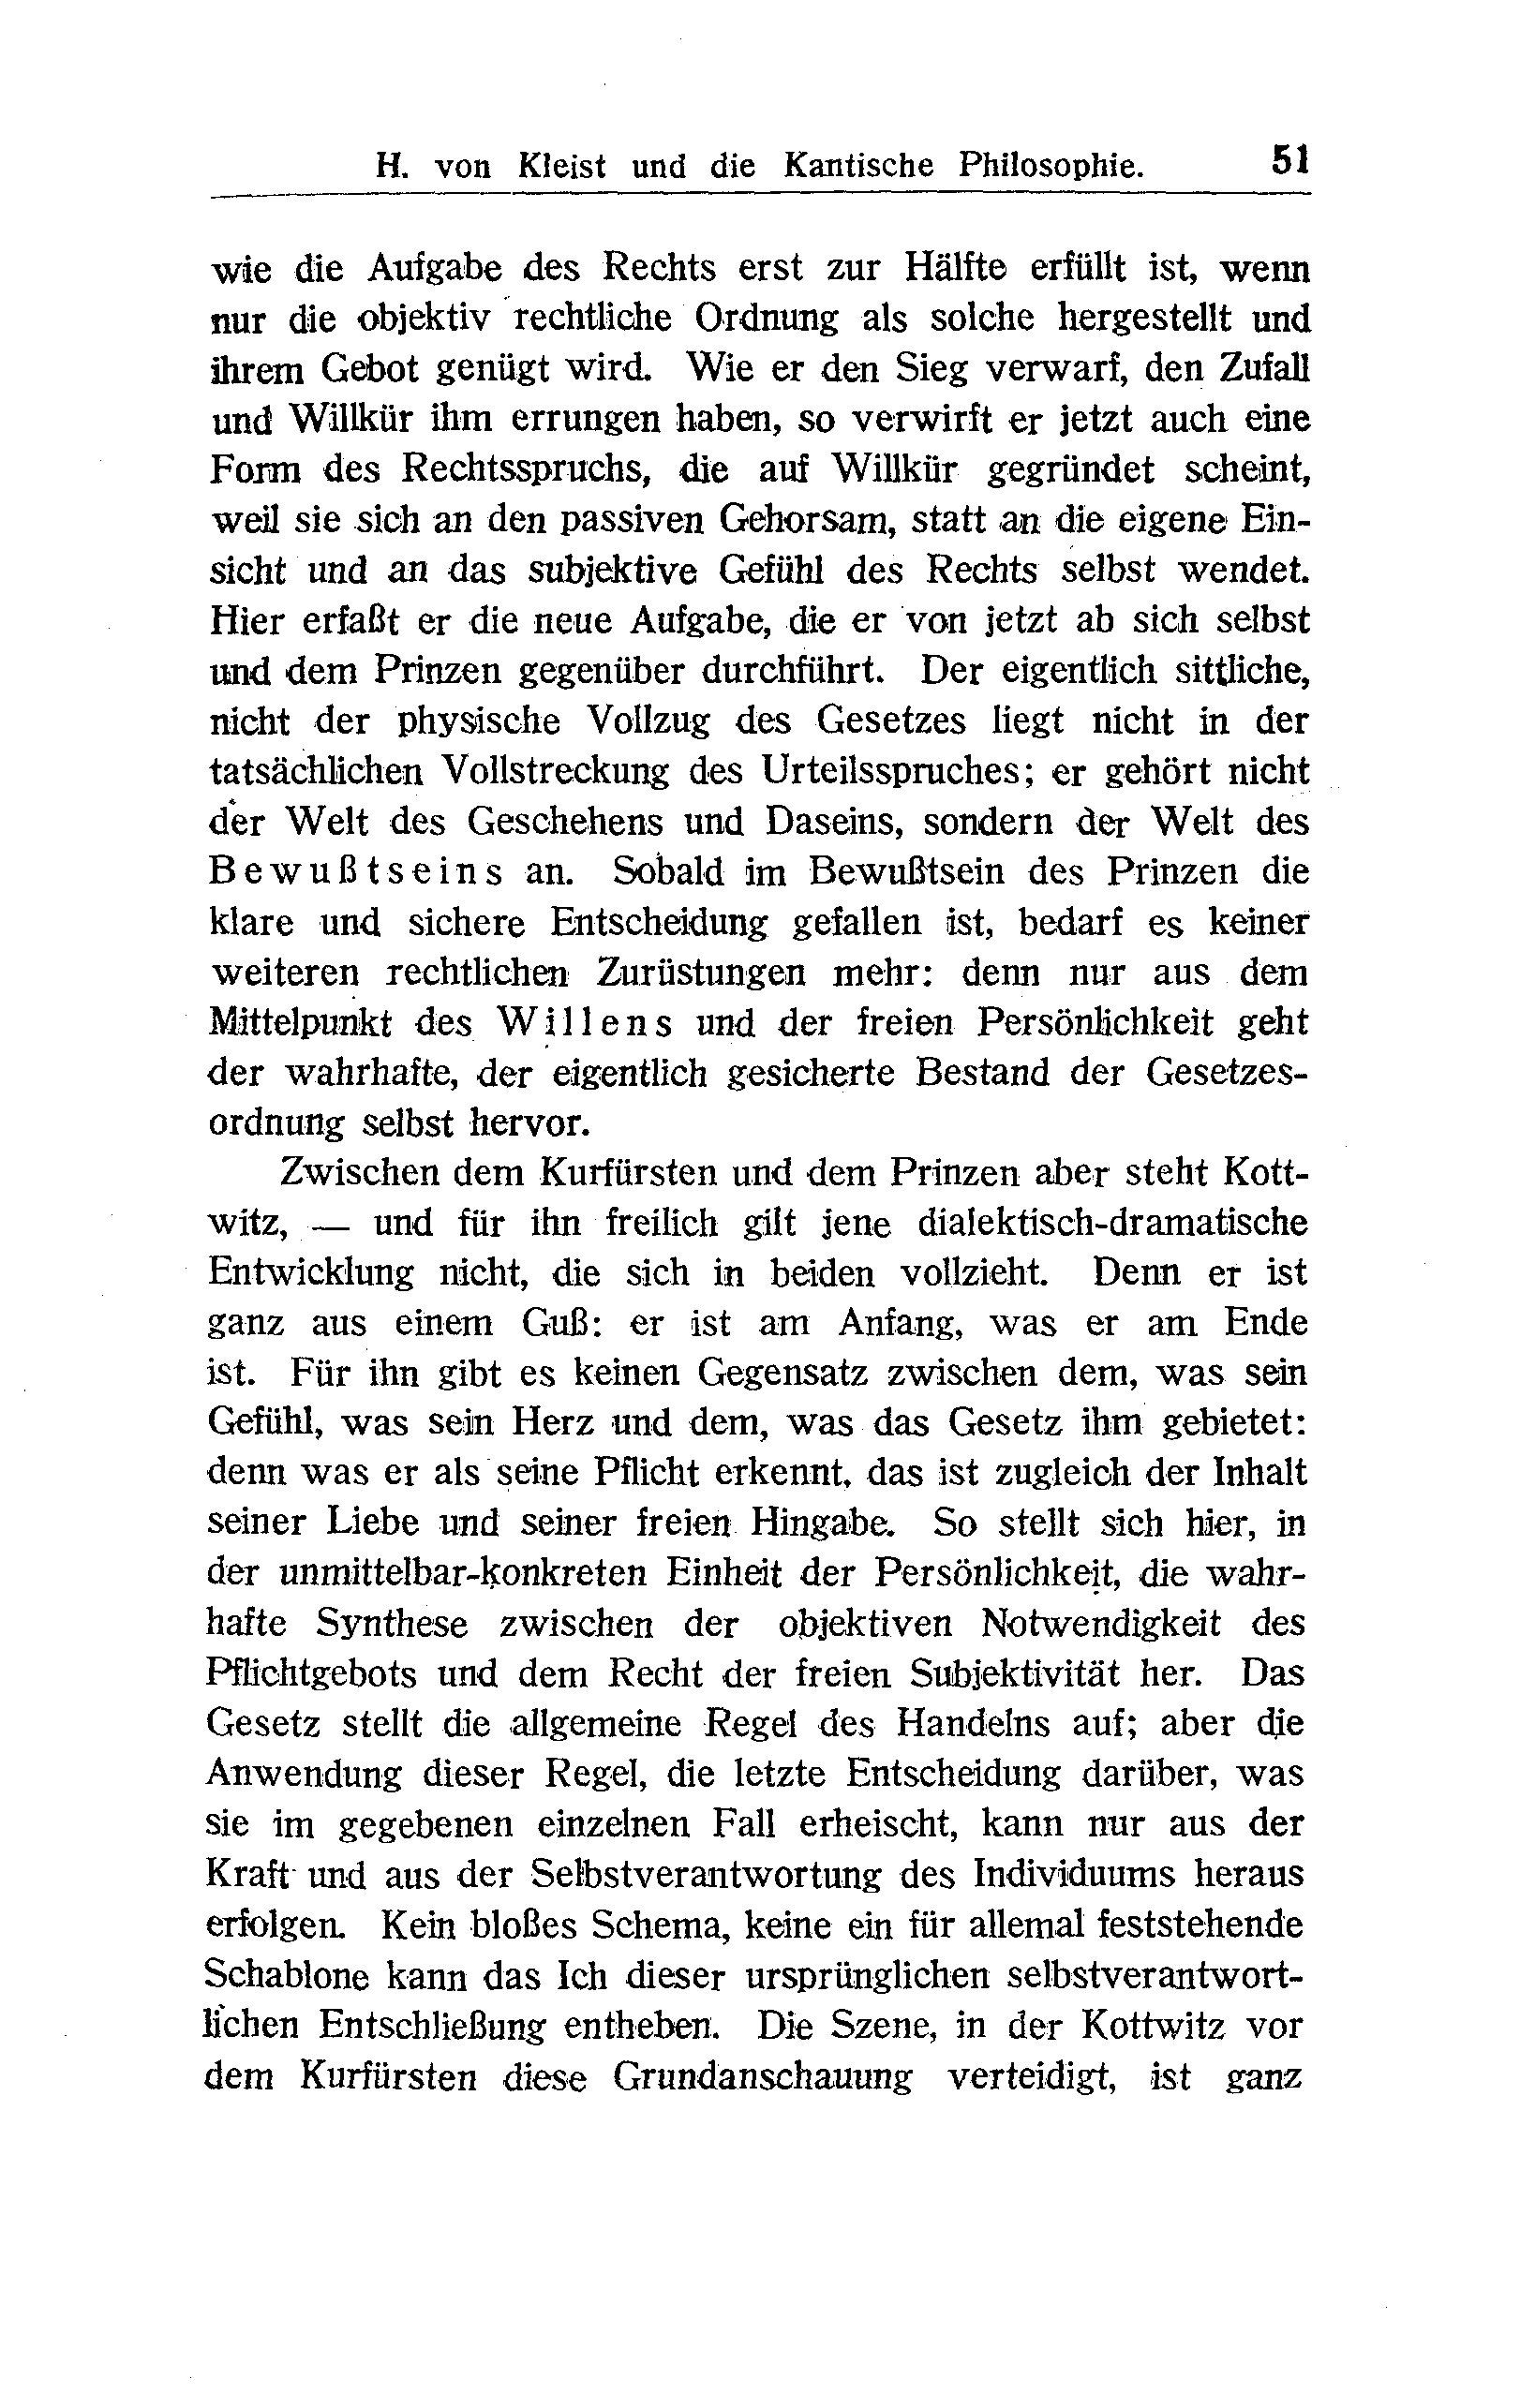 H. von Kleist und die Kantische Philosophie. 51
wie die Aufgabe des Rechts erst zur Hälfte erfüllt ist, wenn
nur die objektiv rechtliche Ordnung als solche hergestellt und
ihrem Gebot genügt wird. Wie er den Sieg verwarf, den Zufall
und Willkür ihm errungen haben, so verwirft er jetzt auch eine
Form des Rechtsspruchs, die auf Willkür gegründet scheint,
weil sie sich an den passiven Gehorsam, statt an die eigene Ein-
sicht und an das subjektive Gefühl des Rechts selbst wendet.
Hier erfaßt er die neue Aufgabe, die er von jetzt ab sich selbst
und dem Prinzen gegenüber durchführt. Der eigentlich sittliche,
nicht der physische Vollzug des Gesetzes liegt nicht in der
tatsächlichen Vollstreckung des Urteilsspruches; er gehört nicht
der Welt des Geschehens und Daseins, sondern der Welt des
Bewußtseins an. Sobald im Bewußtsein des Prinzen die
klare und sichere Entscheidung gefallen ist, bedarf es keiner
weiteren rechtlichen Zurüstungen mehr: denn nur aus dem
Mittelpunkt des Willens und der freien Persönlichkeit geht
der wahrhafte, der eigentlich gesicherte Bestand der Gesetzes-
ordnung selbst hervor.
Zwischen dem Kurfürsten und dem Prinzen aber steht Kott-
witz, — und für ihn freilich gilt jene dialektisch-dramatische
Entwicklung nicht, die sich in beiden vollzieht. Denn er ist
ganz aus einem Guß: er ist am Anfang, was er am Ende
ist. Für ihn gibt es keinen Gegensatz zwischen dem, was sein
Gefühl, was sein Herz und dem, was das Gesetz ihm gebietet:
denn was er als seine Pflicht erkennt, das ist zugleich der Inhalt
seiner Liebe und seiner freien Hingabe. So stellt sich hier, in
der unmittelbar-konkreten Einheit der Persönlichkeit, die wahr-
hafte Synthese zwischen der objektiven Notwendigkeit des
Pflichtgebots und dem Recht der freien Subjektivität her. Das
Gesetz stellt die allgemeine Regel des Handelns auf; aber die
Anwendung dieser Regel, die letzte Entscheidung darüber, was
sie im gegebenen einzelnen Fall erheischt, kann nur aus der
Kraft und aus der Selbstverantwortung des Individuums heraus
erfolgen. Kein bloßes Schema, keine ein für allemal feststehende
Schablone kann das Ich dieser ursprünglichen selbstverantwort-
lichen Entschließung entheben. Die Szene, in der Kottwitz vor
dem Kurfürsten diese Grundanschauung verteidigt, ist ganz